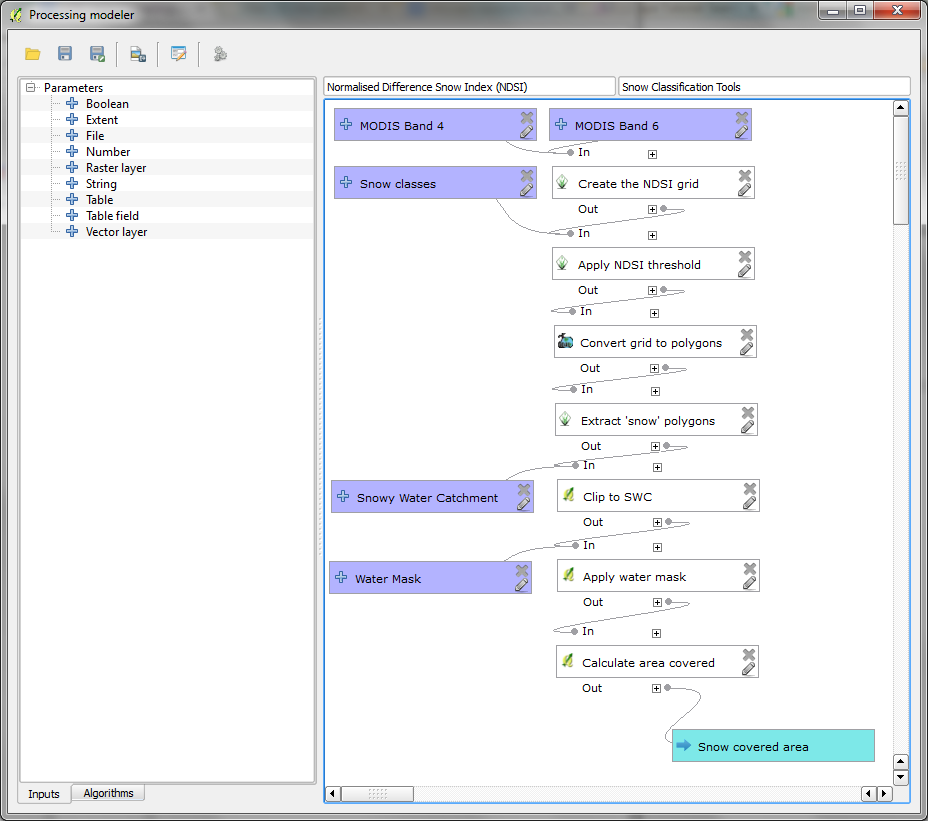 Processing modeler
Parameters
Boolean
Extent
File
Number
Raster layer
String
Table
Table field
Vector layer
Inputs
Algorithms
Normalised Difference Snow Index (NDSI)
Snow Classification Tools
MODIS Band 4
MODIS Band 6
In
Snow classes
Create the NDSI grid
Out
In
Apply NDSI threshold
Out
In
Convert grid to polygons
Out
In
Extract 'snow' polygons
Out
In
Snowy Water Catchment
Clip to SWC
Out
In
Water Mask
Apply water mask
Out
In
Calculate area covered
Out
Snow covered area